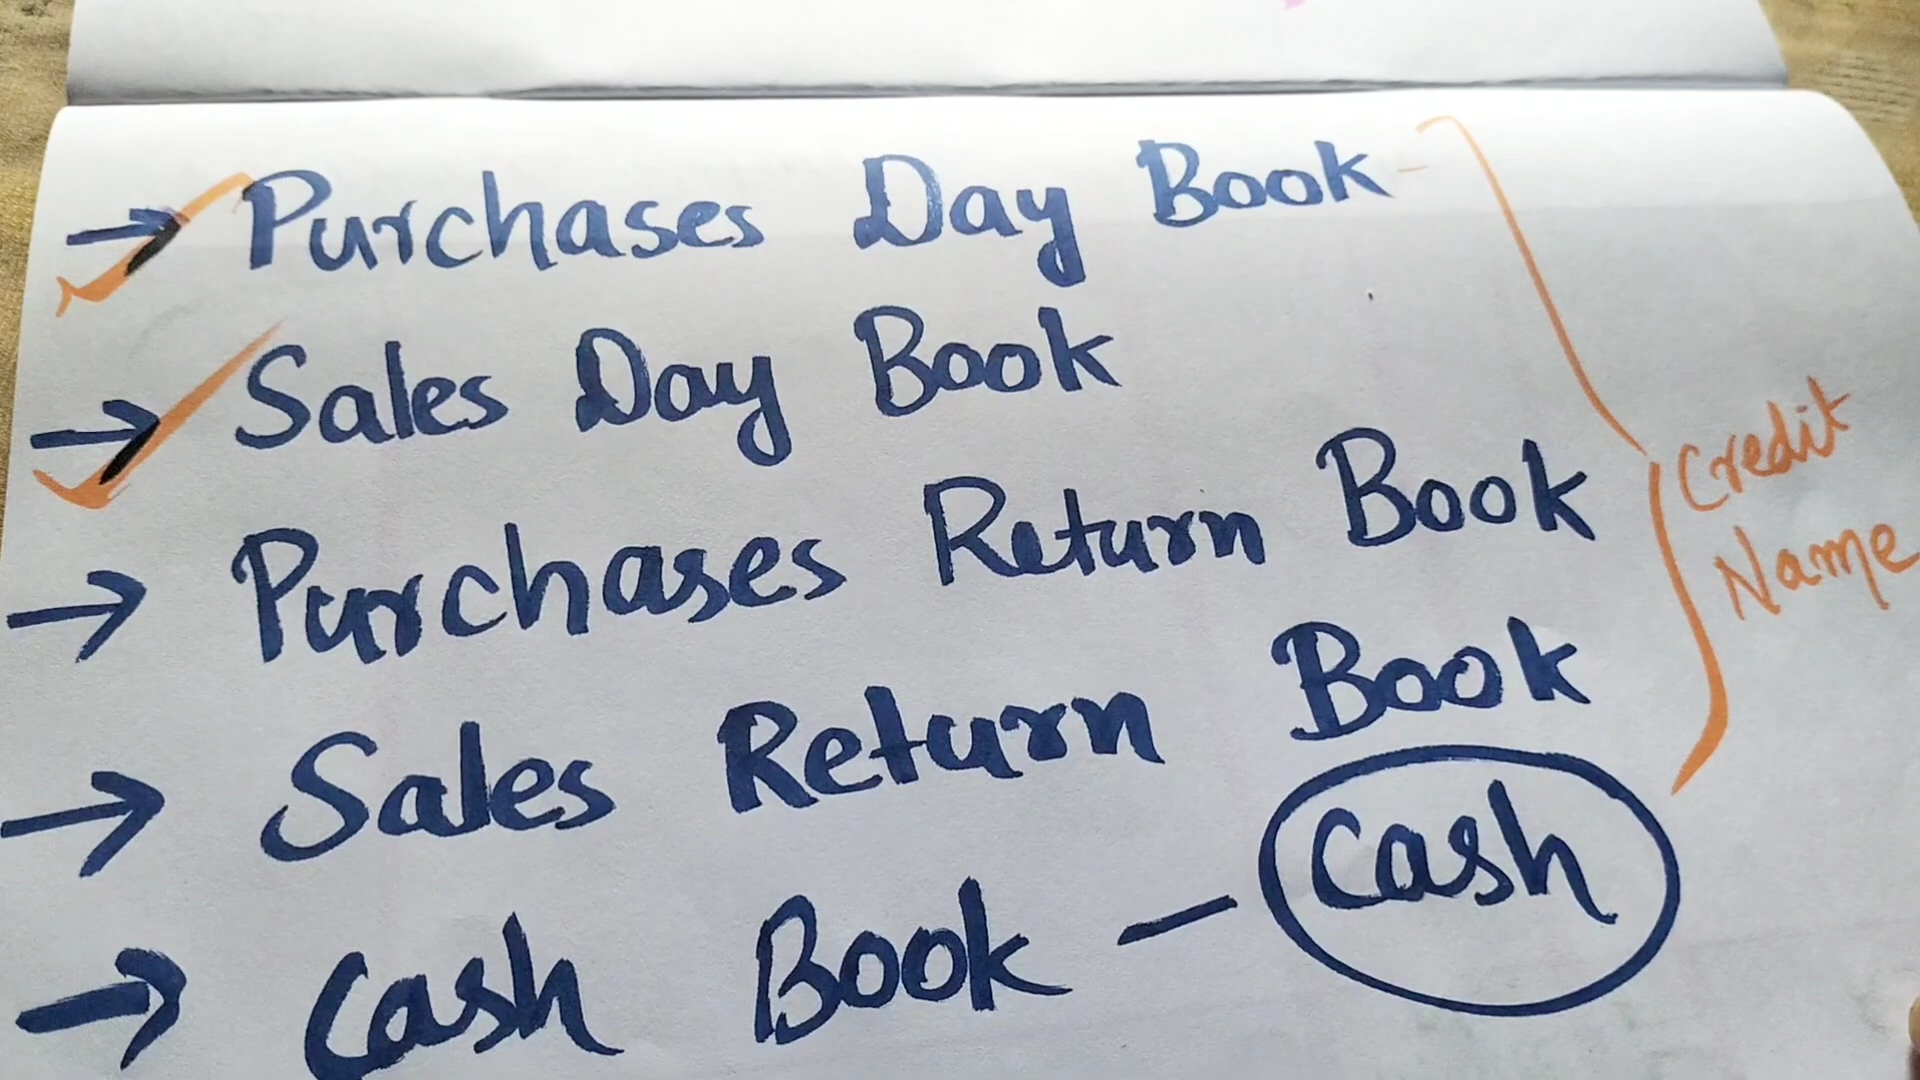 → Purchases Day Book
→ Sales Day Book
→ Purchases Return Book
→ Sales Return Book
→ Cash Book - Cash
Credit
Name